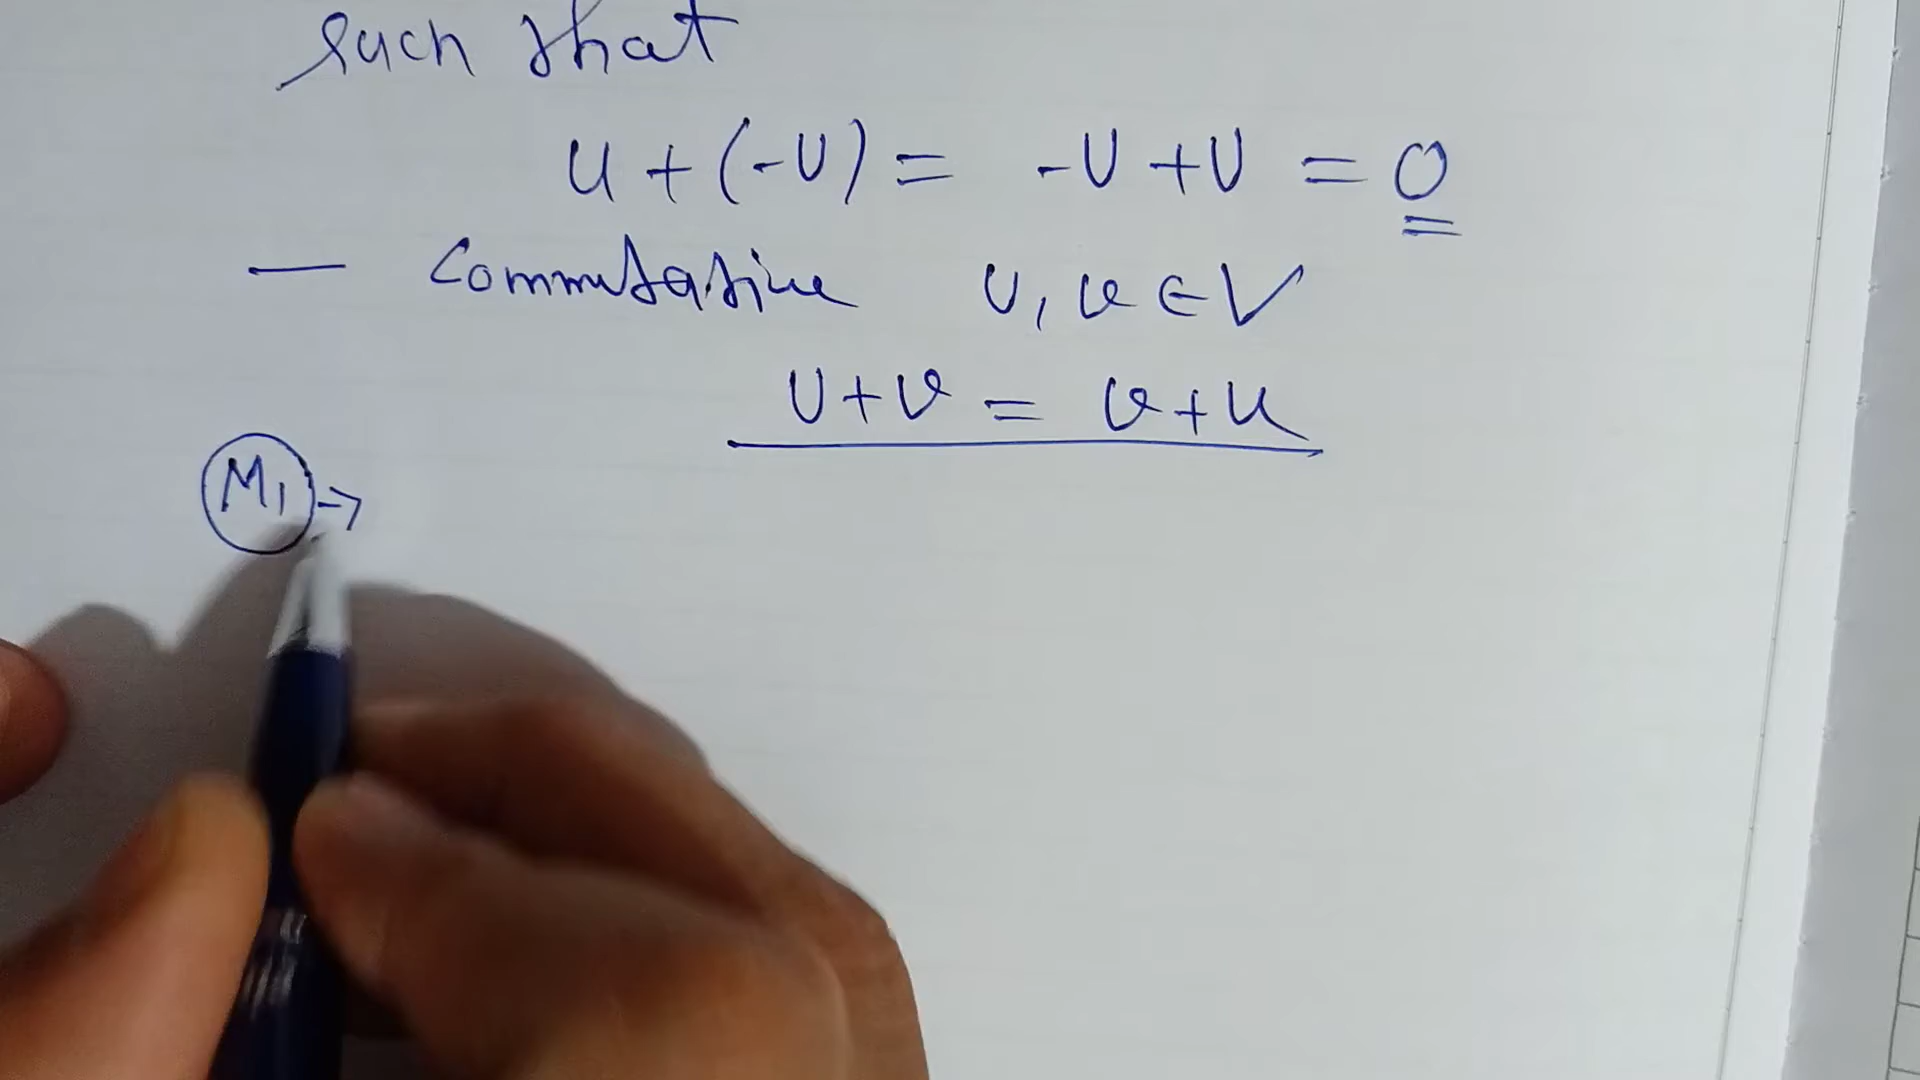 such that
U + (-U) = -U + U = 0
— Commutative U, v ∈ V
U + v = v + u
M₁ →